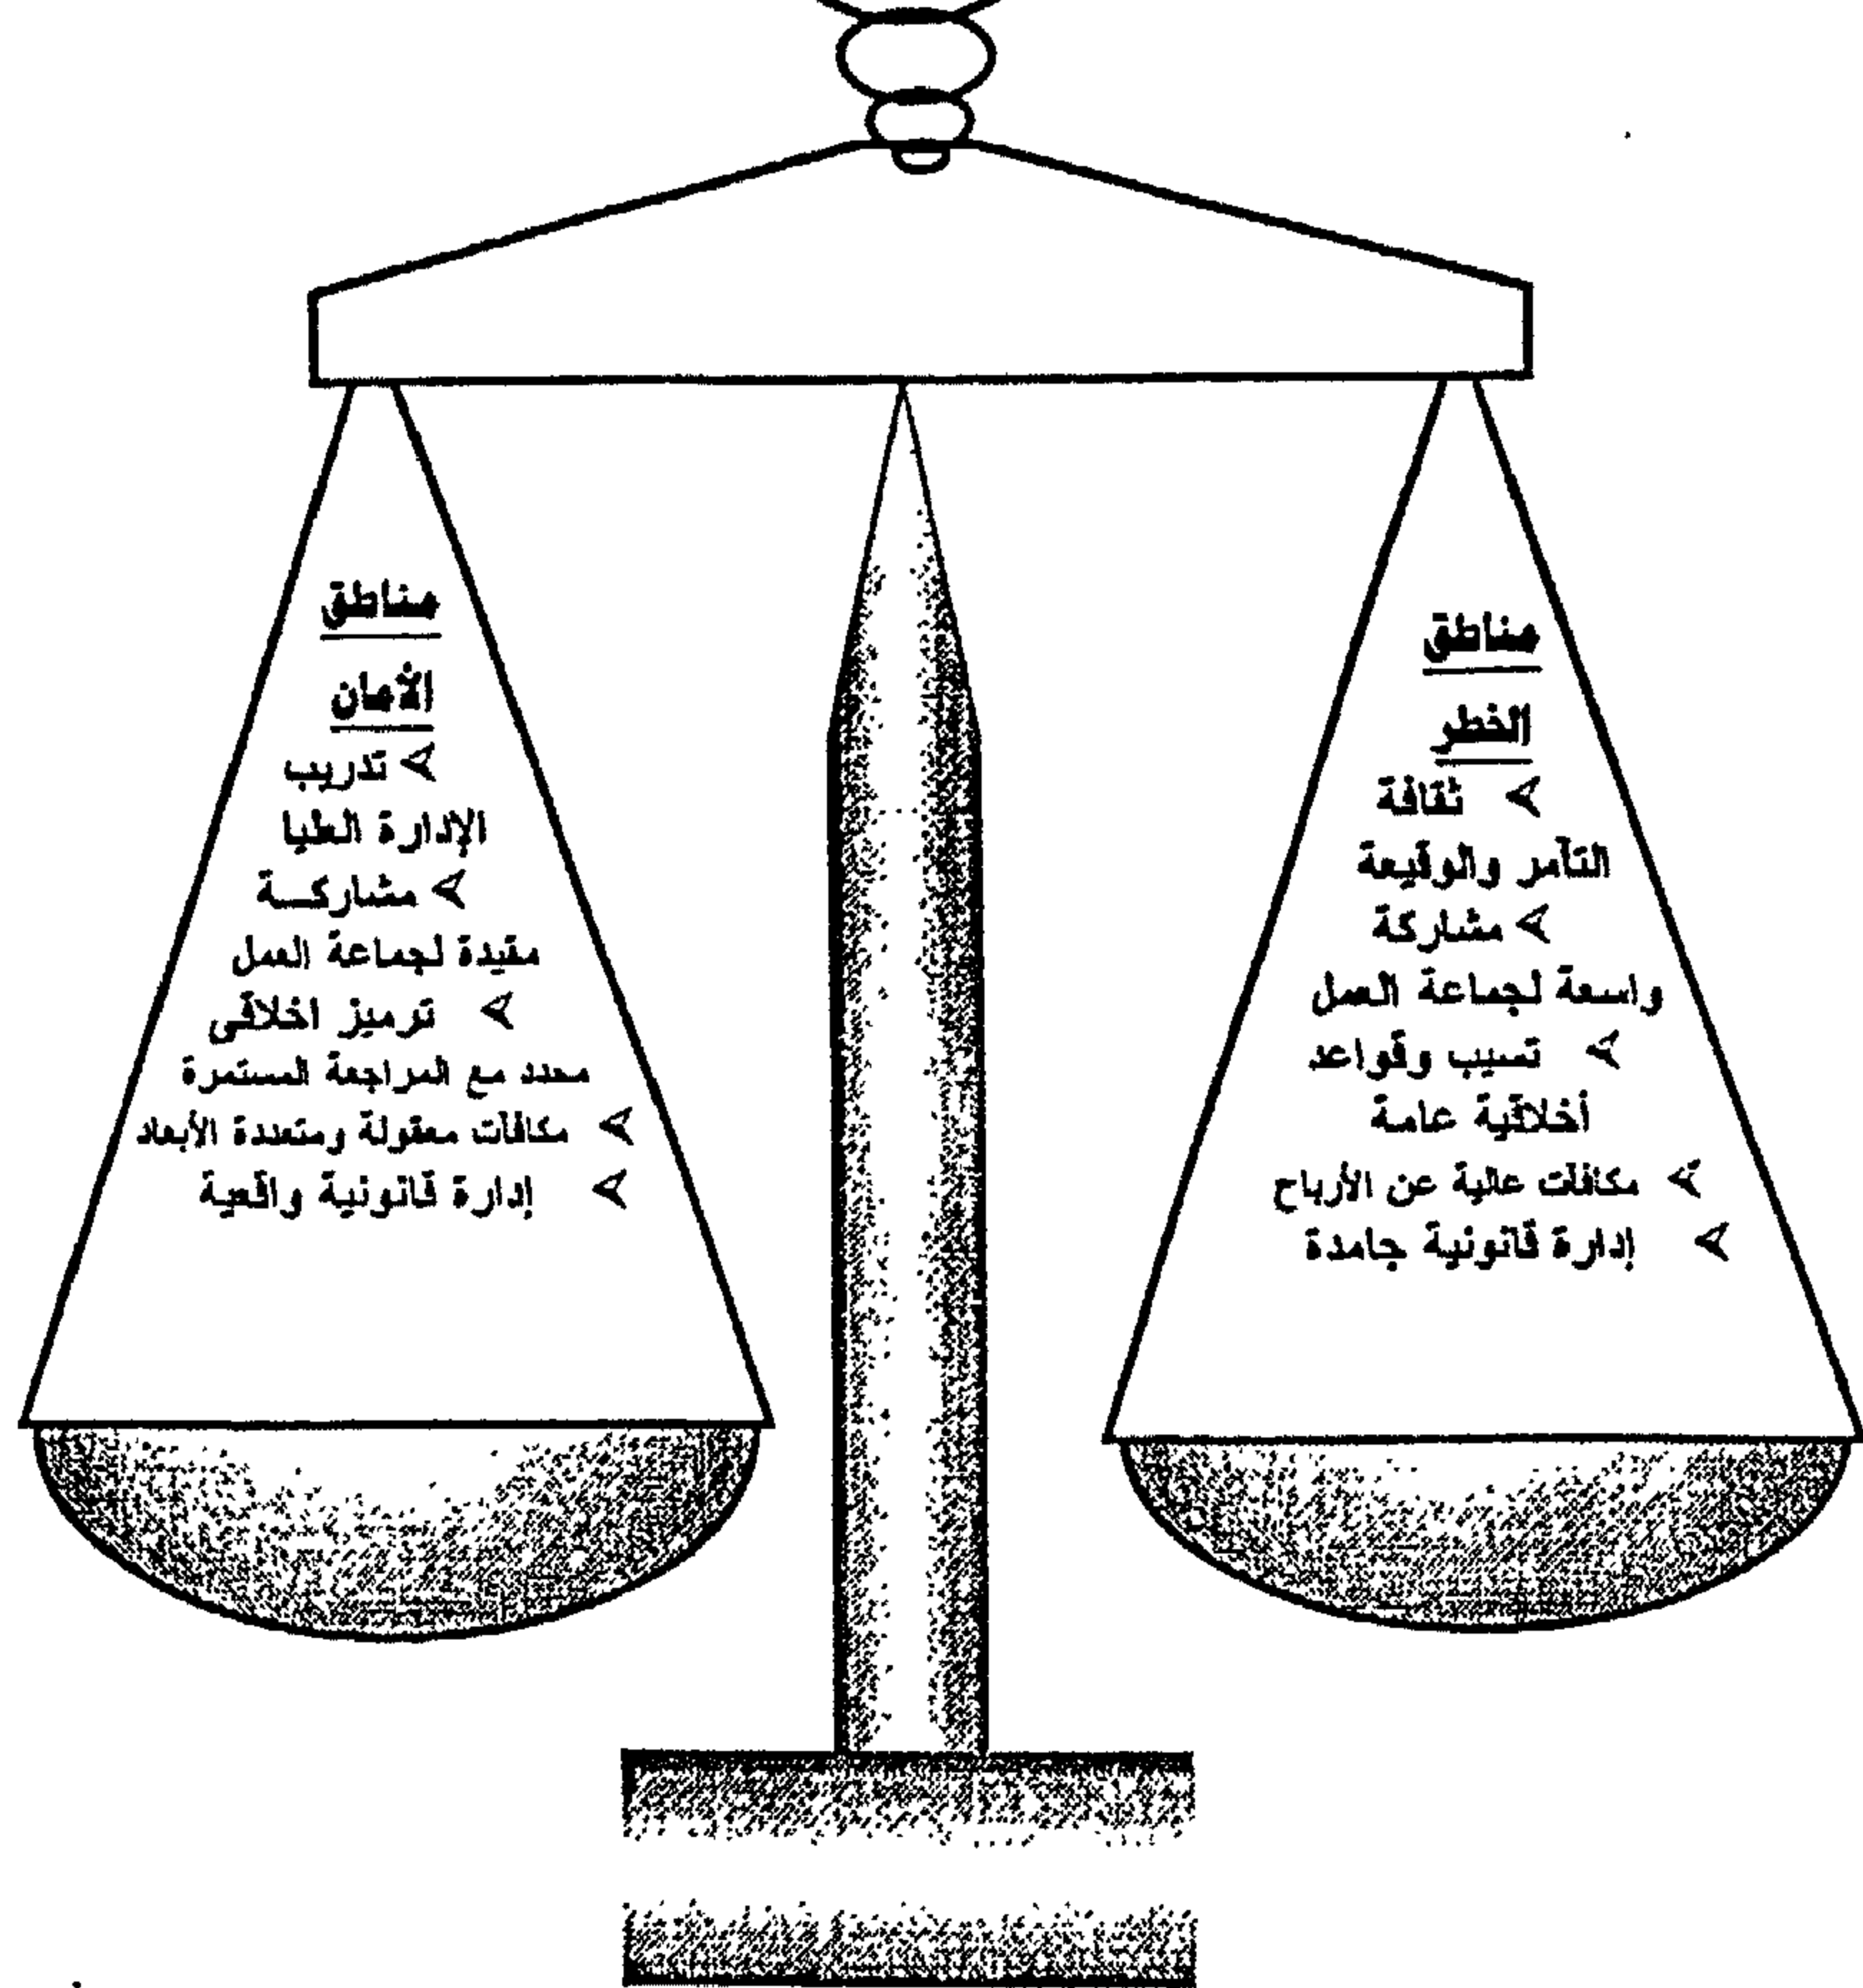 مناطق
الخطر
➢ ثقافة
التآمر والوقيعة
➢ مشاركة
واسعة لجماعة العمل
➢ تسيب وقواعد
أخلاقية عامة
➢ مكافآت عالية عن الأرباح
➢ إدارة قانونية جامدة
مناطق
الأمان
➢ تدريب
الإدارة العليا
➢ مشاركة
مقيدة لجماعة العمل
➢ ترميز اخلاقى
محدد مع المراجعة المستمرة
➢ مكافآت معقولة ومتعددة الأبعاد
➢ إدارة قانونية واقعية